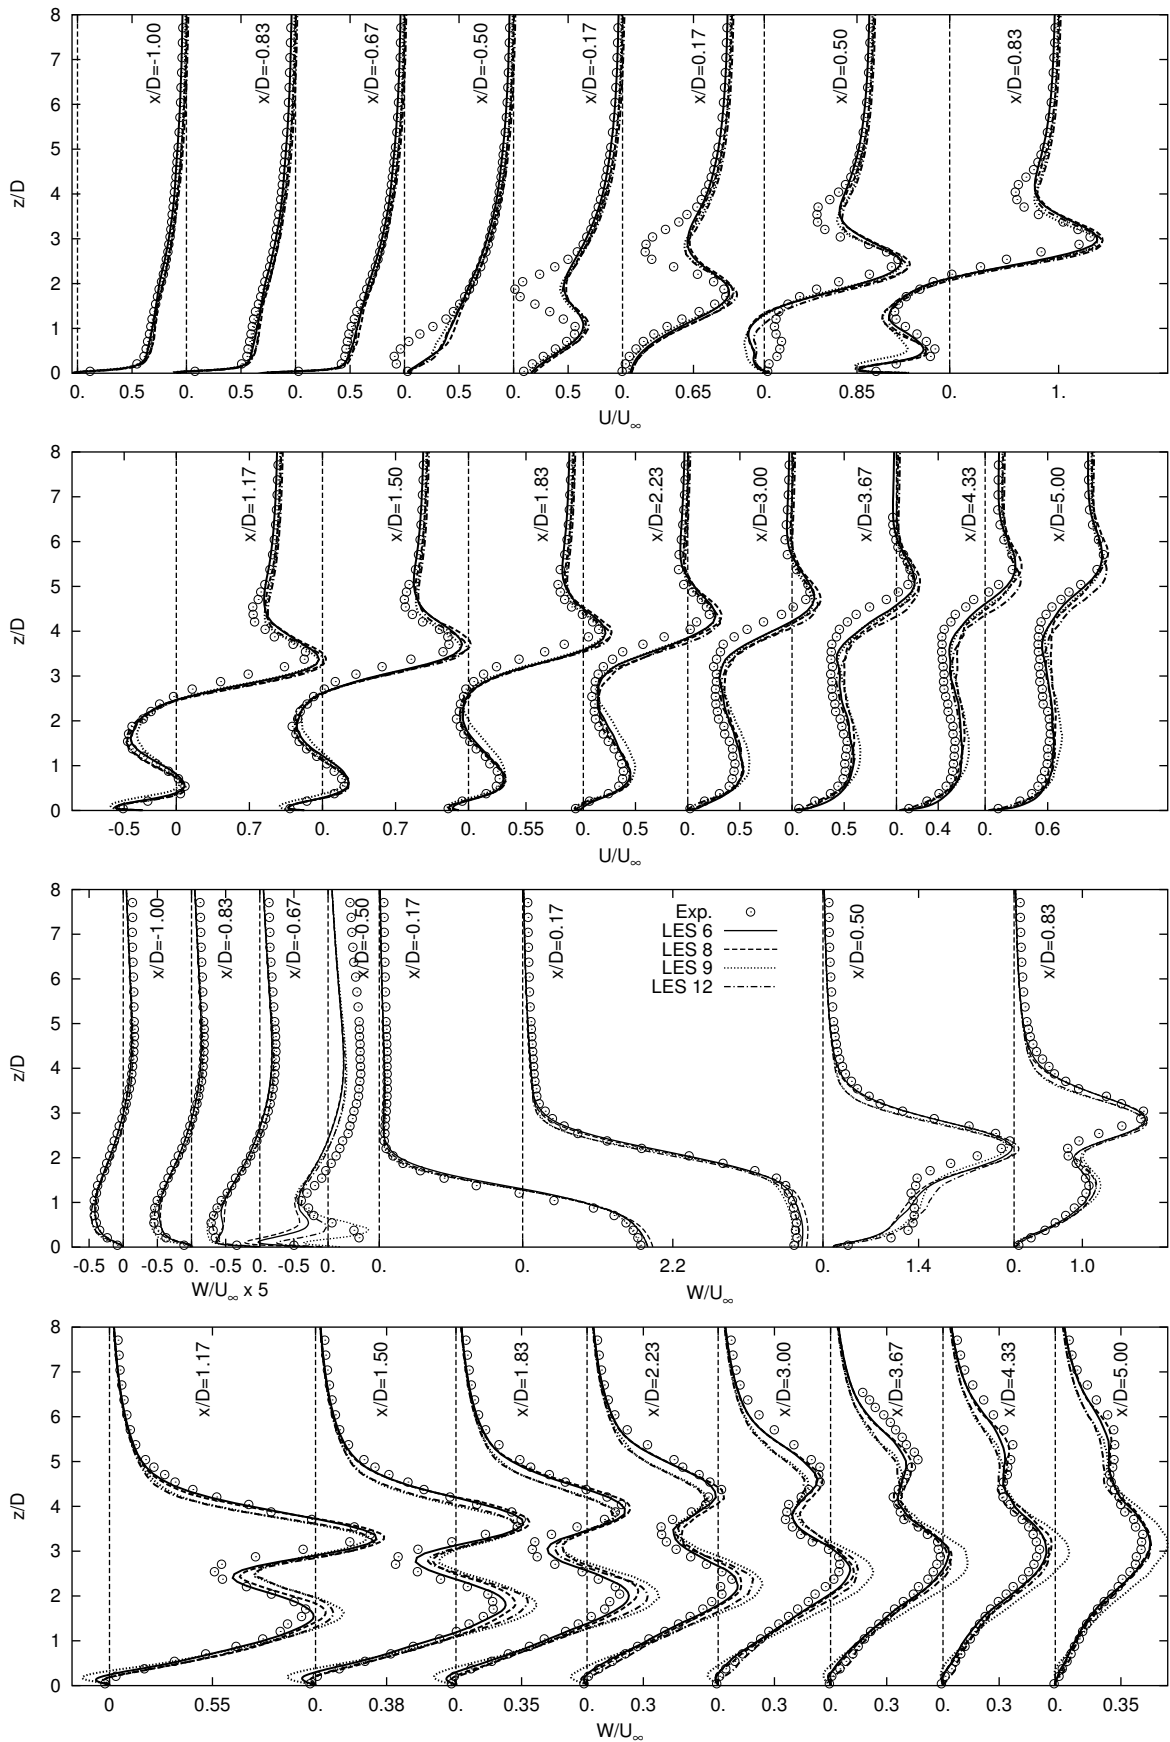 8
7
6
5
4
3
2
1
0
z/D
x/D=-1.00
x/D=-0.83
x/D=-0.67
x/D=-0.50
x/D=-0.17
x/D=0.17
x/D=0.50
x/D=0.83
0. 0.5 0. 0.5 0. 0.5 0. 0.5 0. 0.5 0. 0.65 0. 0.85 0. 1.
U/U∞
8
7
6
5
4
3
2
1
0
z/D
x/D=1.17
x/D=1.50
x/D=1.83
x/D=2.23
x/D=3.00
x/D=3.67
x/D=4.33
x/D=5.00
-0.5 0 0.7 0. 0.7 0. 0.55 0. 0.5 0. 0.5 0. 0.5 0. 0.4 0. 0.6
U/U∞
8
7
6
5
4
3
2
1
0
z/D
x/D=-1.00
x/D=-0.83
x/D=-0.67
x/D=-0.50
x/D=-0.17
x/D=0.17
Exp.
LES 6
LES 8
LES 9
LES 12
x/D=0.50
x/D=0.83
-0.5 0 -0.5 0. -0.5 0. -0.5 0. 0. 0. 2.2 0. 1.4 0. 1.0
W/U∞ x 5 W/U∞
8
7
6
5
4
3
2
1
0
z/D
x/D=1.17
x/D=1.50
x/D=1.83
x/D=2.23
x/D=3.00
x/D=3.67
x/D=4.33
x/D=5.00
0 0.55 0. 0.38 0. 0.35 0. 0.3 0. 0.3 0. 0.3 0. 0.3 0. 0.35
W/U∞